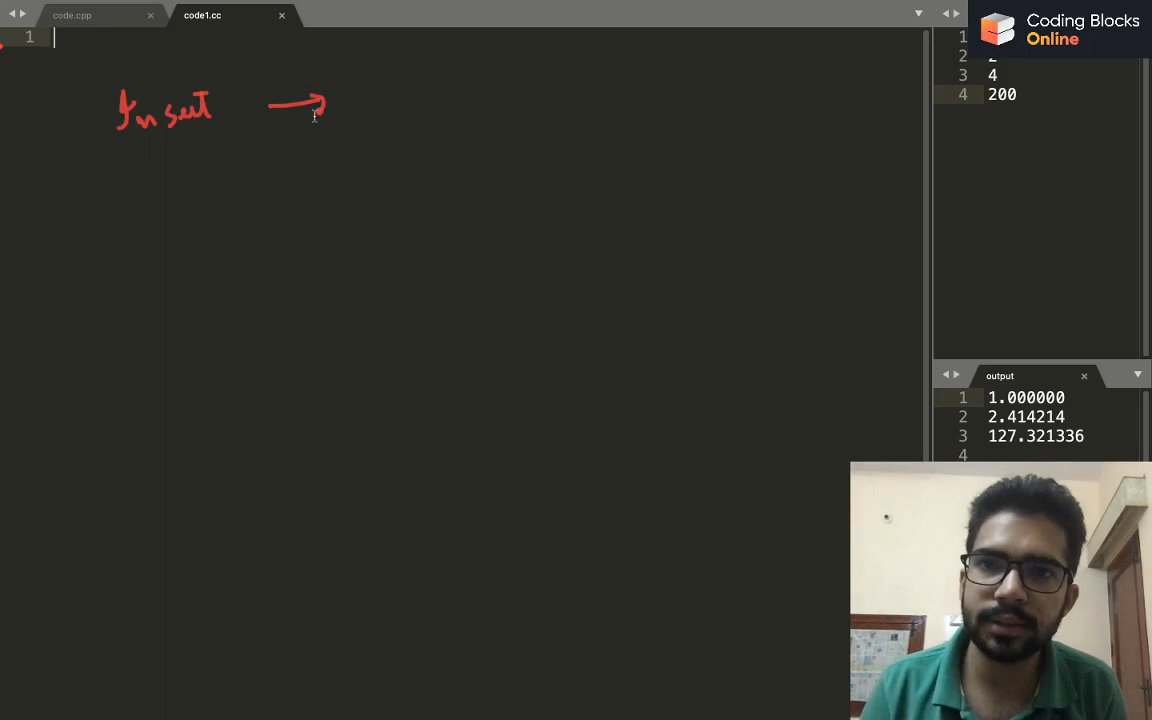 code.cpp
code1.cc
1
Insert →
1
2
3 4
4 200
Coding Blocks
Online
output
1 1.000000
2 2.414214
3 127.321336
4